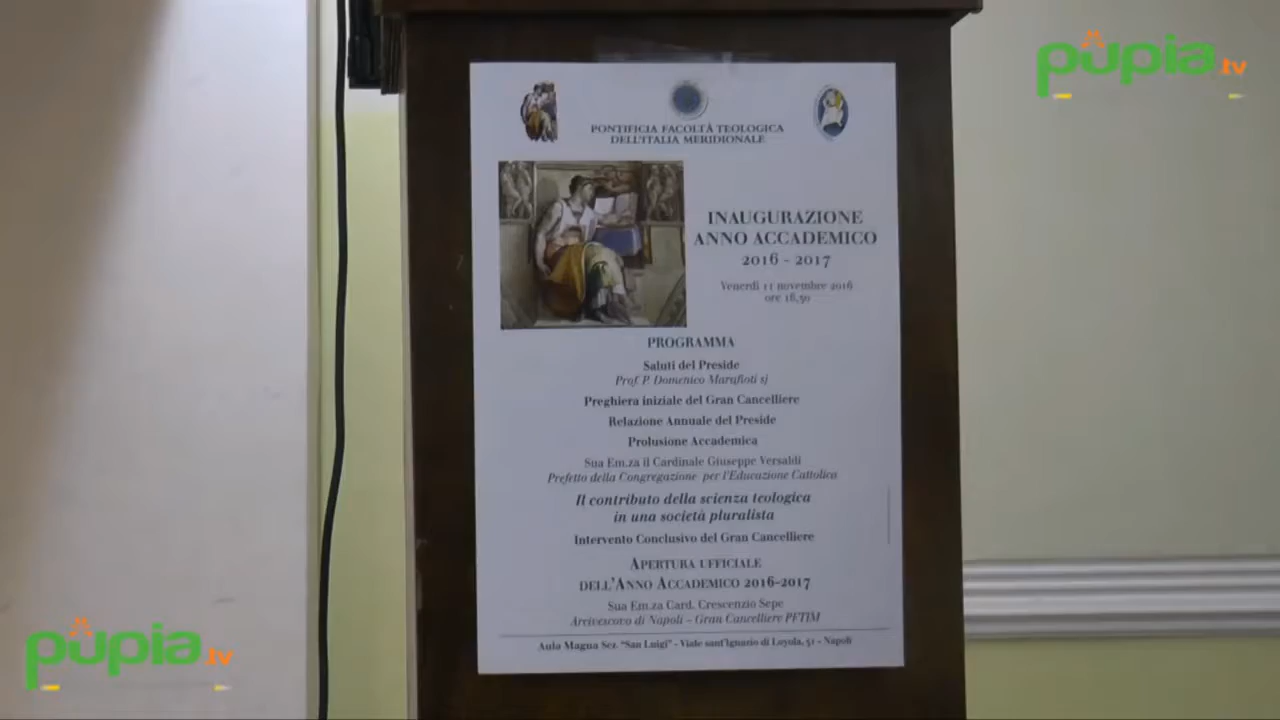 pupia.tv
PONTIFICIA FACOLTÀ TEOLOGICA
DELL'ITALIA MERIDIONALE
INAUGURAZIONE
ANNO ACCADEMICO
2016 - 2017
Venerdì 11 novembre 2016
ore 16,30
PROGRAMMA
Saluti del Preside
Prof. P. Domenico Marafioti sj
Preghiera iniziale del Gran Cancelliere
Relazione Annuale del Preside
Prolusione Accademica
Sua Em.za il Cardinale Giuseppe Versaldi
Prefetto della Congregazione per l'Educazione Cattolica
Il contributo della scienza teologica
in una società pluralista
Intervento Conclusivo del Gran Cancelliere
APERTURA UFFICIALE
DELL'ANNO ACCADEMICO 2016-2017
Sua Em.za Card. Crescenzio Sepe
Arcivescovo di Napoli - Gran Cancelliere PFTIM
Aula Magna Sez. "San Luigi" - Viale sant'Ignazio di Loyola, 51 - Napoli
pupia.tv